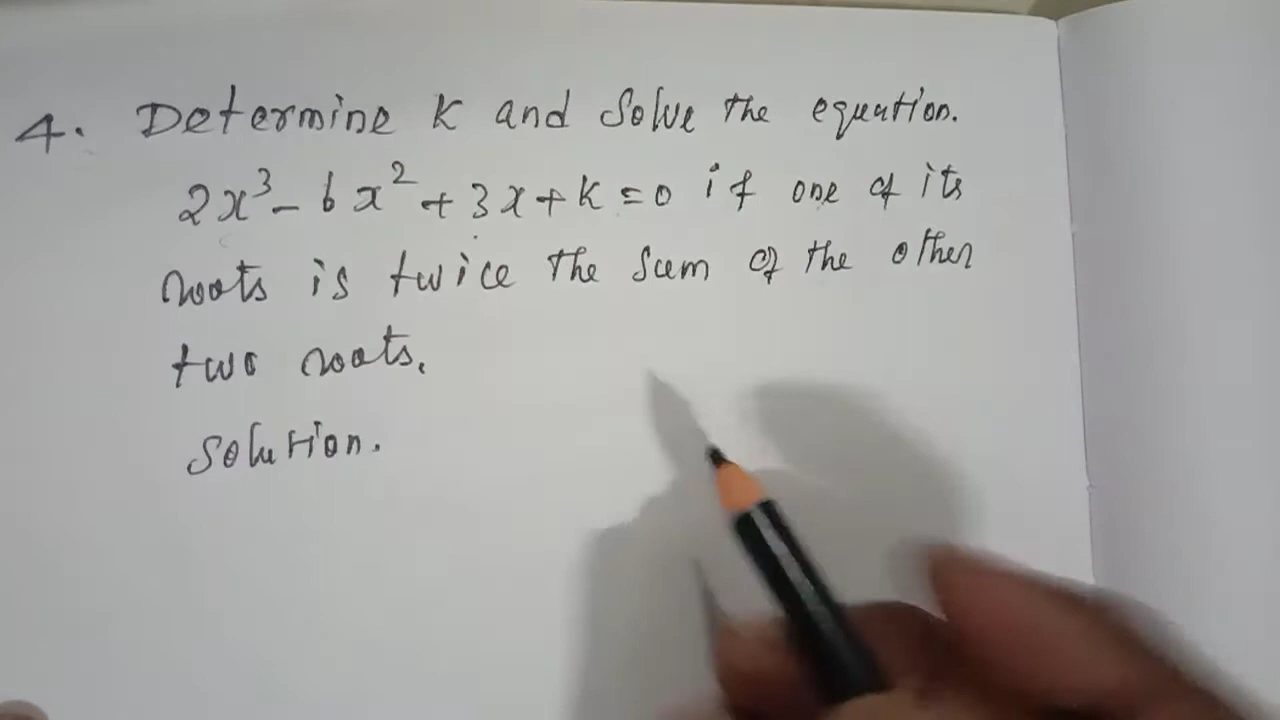 4. Determine K and Solve the equation.
2x³ - 6x² + 3x + k = 0 if one of its
roots is twice the sum of the other
two roots.
Solution.